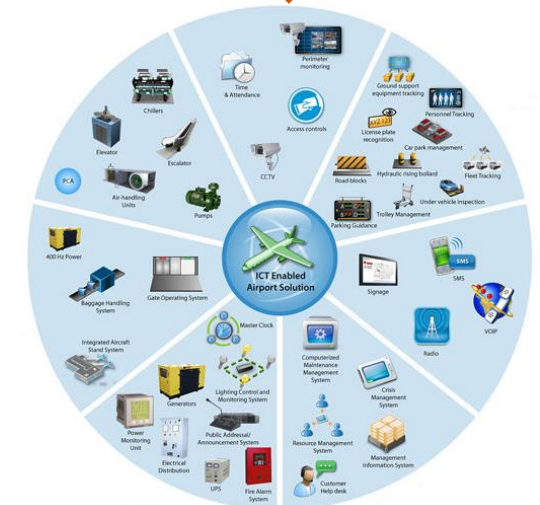 Perimeter
monitoring
Time
& Attendance
Access controls
CCTV
Ground support
equipment tracking
Personnel Tracking
License plate
recognition
XYZ 123
Car park management
Road blocks
Hydraulic rising bollard
Fleet Tracking
Under vehicle inspection
Trolley Management
Parking Guidance
Signage
SMS
SMS
VOIP
Radio
Computerized
Maintenance
Management
System
Crisis
Management
System
Resource Management
System
Management
Information System
Customer
Help desk
Master Clock
Lighting Control and
Monitoring System
Generators
Public Addressal/
Announcement System
Power
Monitoring
Unit
Electrical
Distribution
UPS
Fire Alarm
System
400 Hz Power
Baggage Handling
System
Gate Operating System
Integrated Aircraft
Stand System
Chillers
Elevator
Escalator
PCA
Air-handling
Units
Pumps
ICT Enabled
Airport Solution